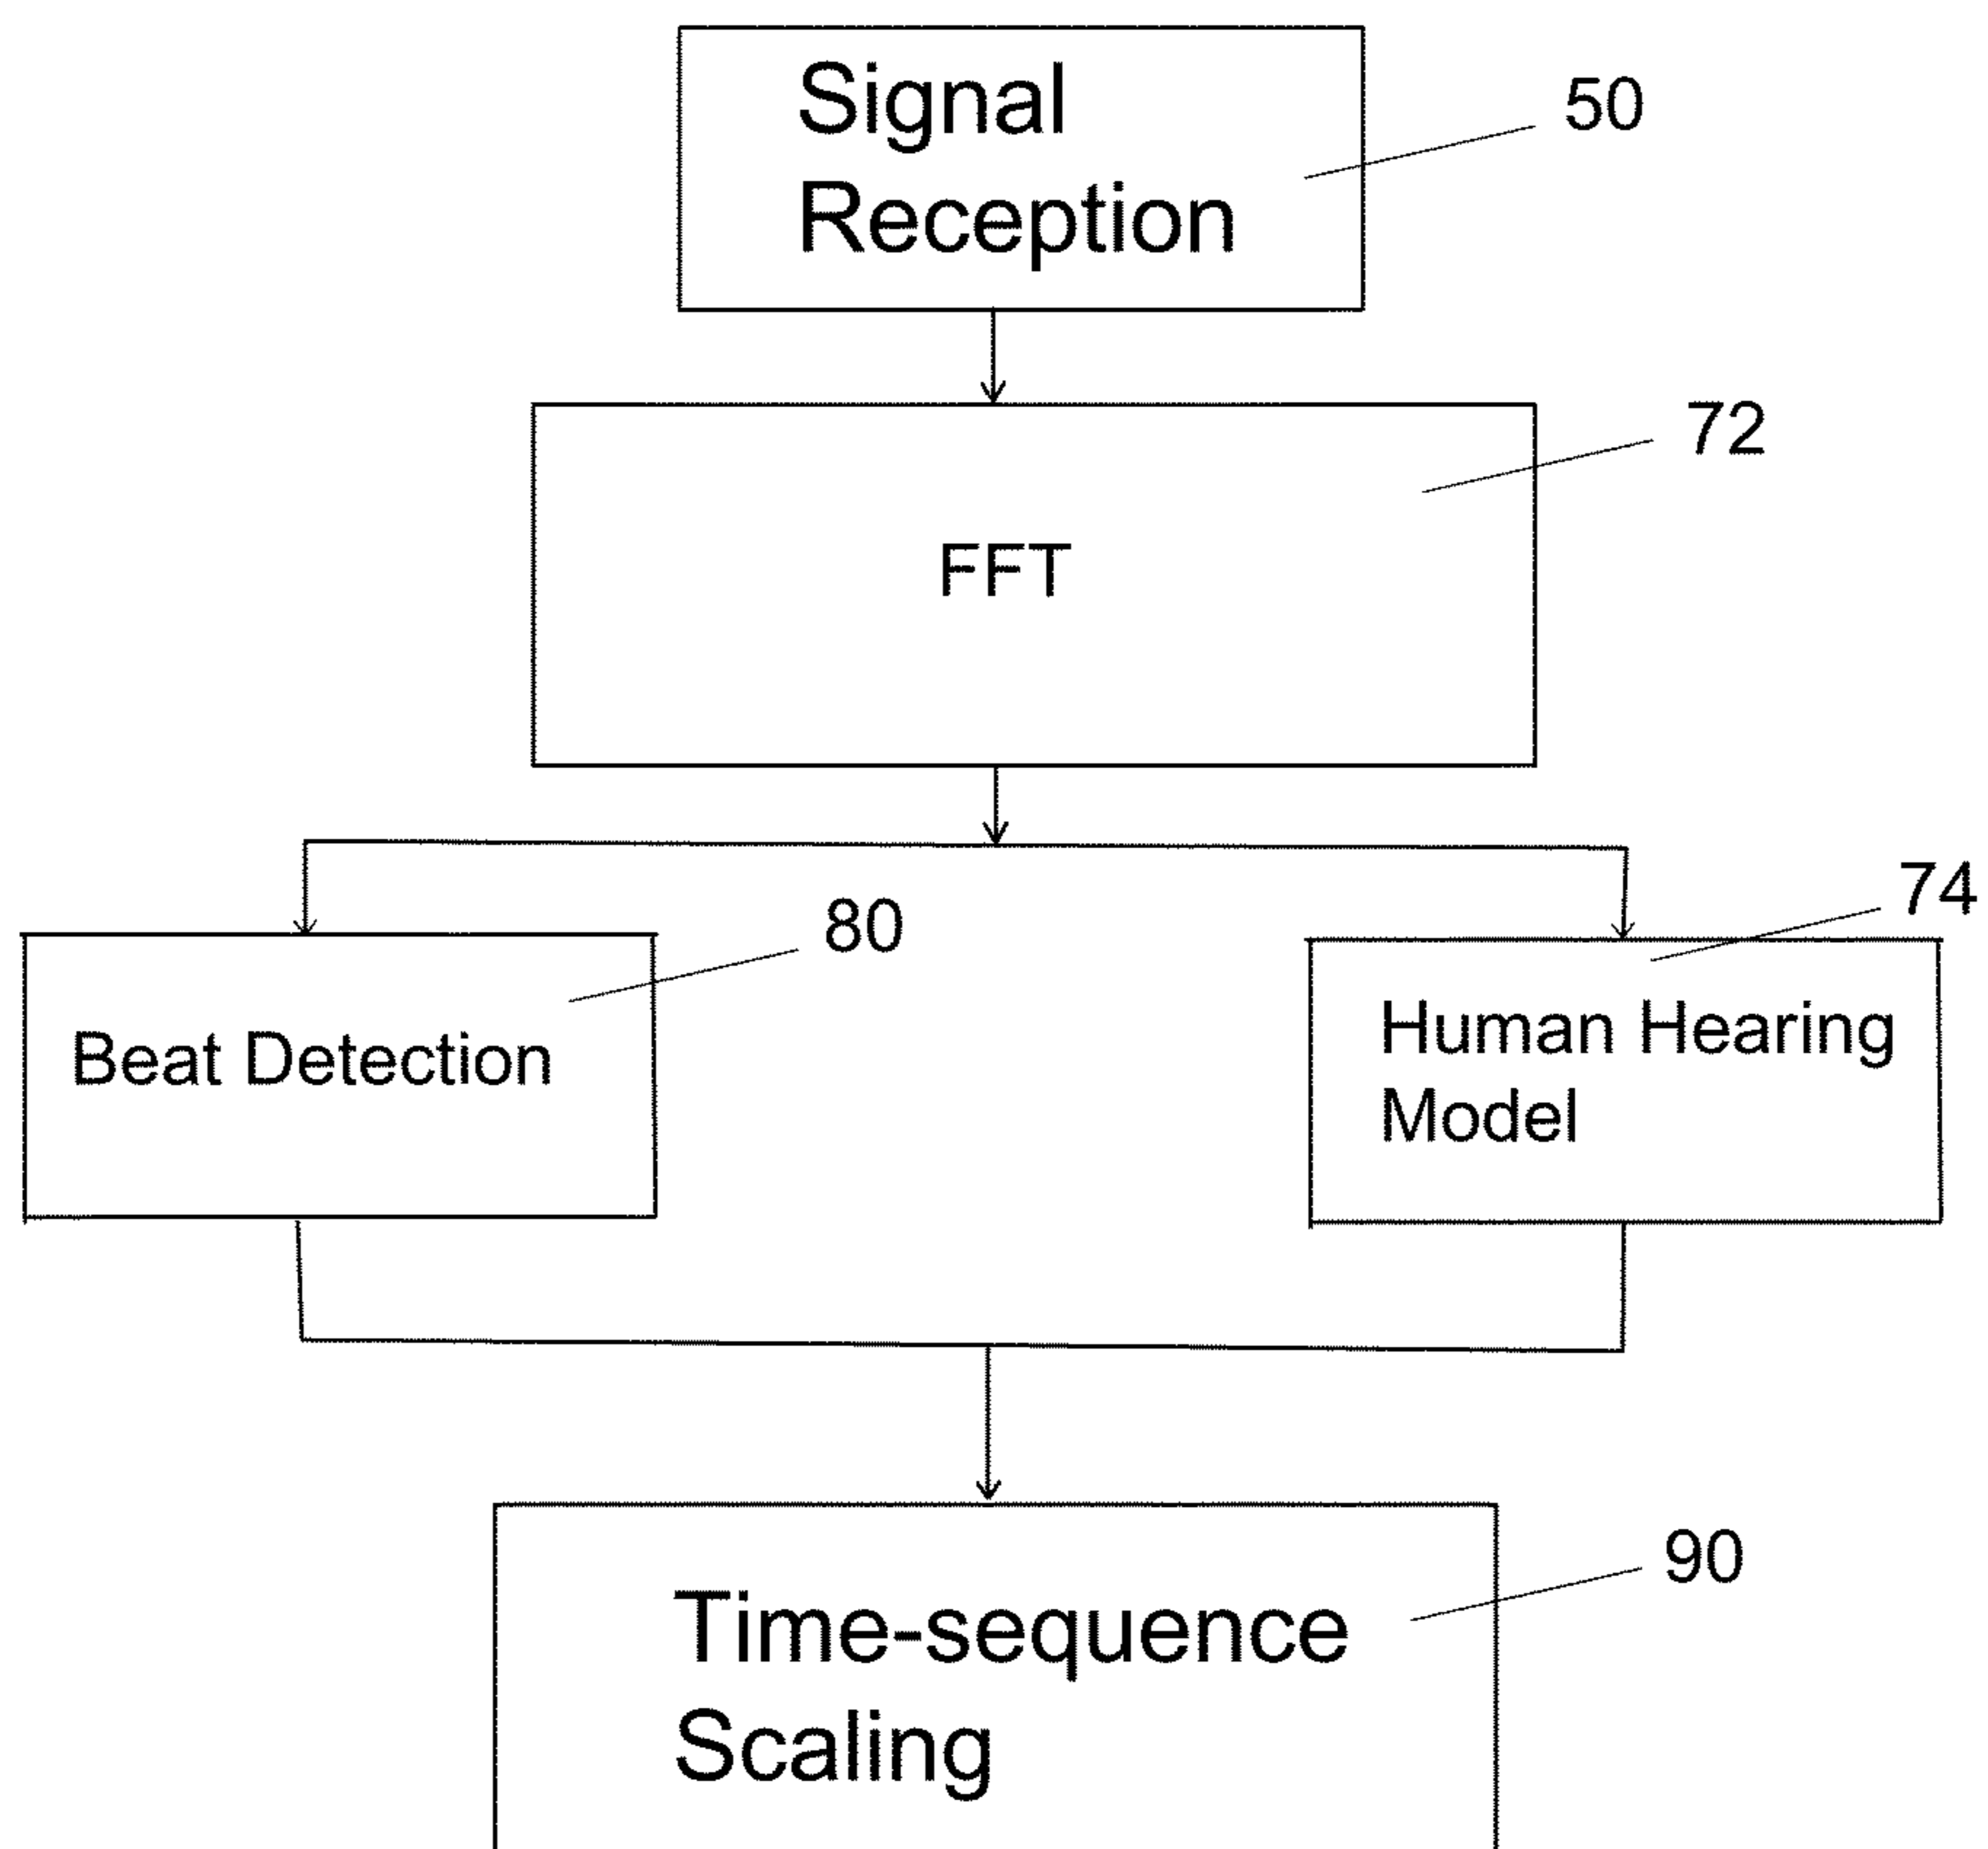 Signal
Reception
50
FFT
72
Beat Detection
80
Human Hearing
Model
74
Time-sequence
Scaling
90